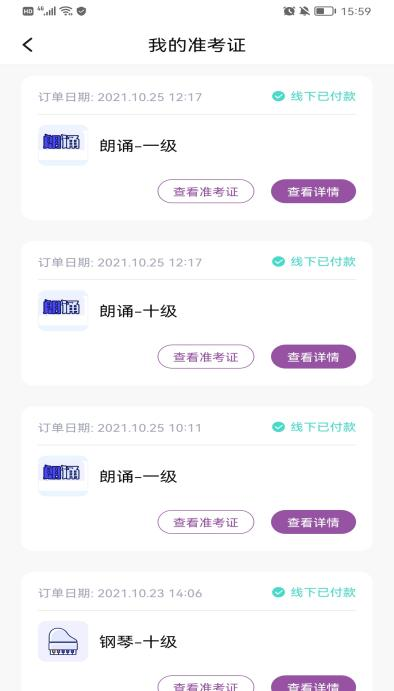 HD 4G 15:59
我的准考证
订单日期: 2021.10.25 12:17 线下已付款
朗诵
朗诵-一级
查看准考证 查看详情
订单日期: 2021.10.25 12:17 线下已付款
朗诵
朗诵-十级
查看准考证 查看详情
订单日期: 2021.10.25 10:11 线下已付款
朗诵
朗诵-一级
查看准考证 查看详情
订单日期: 2021.10.23 14:06 线下已付款
钢琴-十级
查看准考证 查看详情